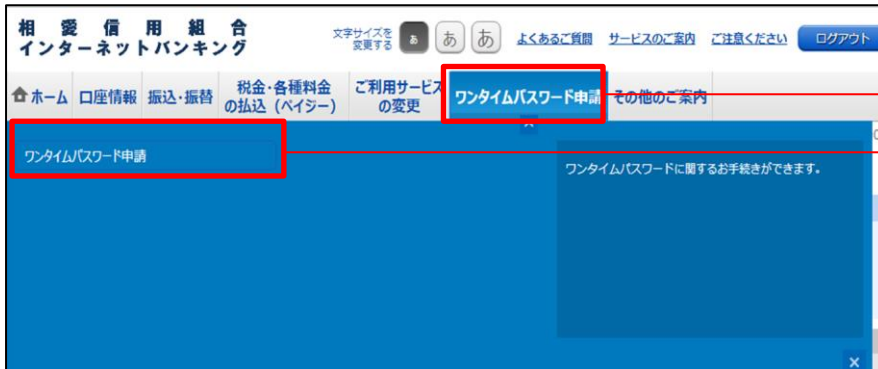 相愛信用組合
インターネットバンキング
文字サイズを
変更する
あ
あ
あ
よくあるご質問
サービスのご案内
ご注意ください
ログアウト
ホーム
口座情報
振込・振替
税金・各種料金
の払込（ペイジー）
ご利用サービス
の変更
ワンタイムパスワード申請
その他のご案内
ワンタイムパスワード申請
ワンタイムパスワードに関するお手続きができます。